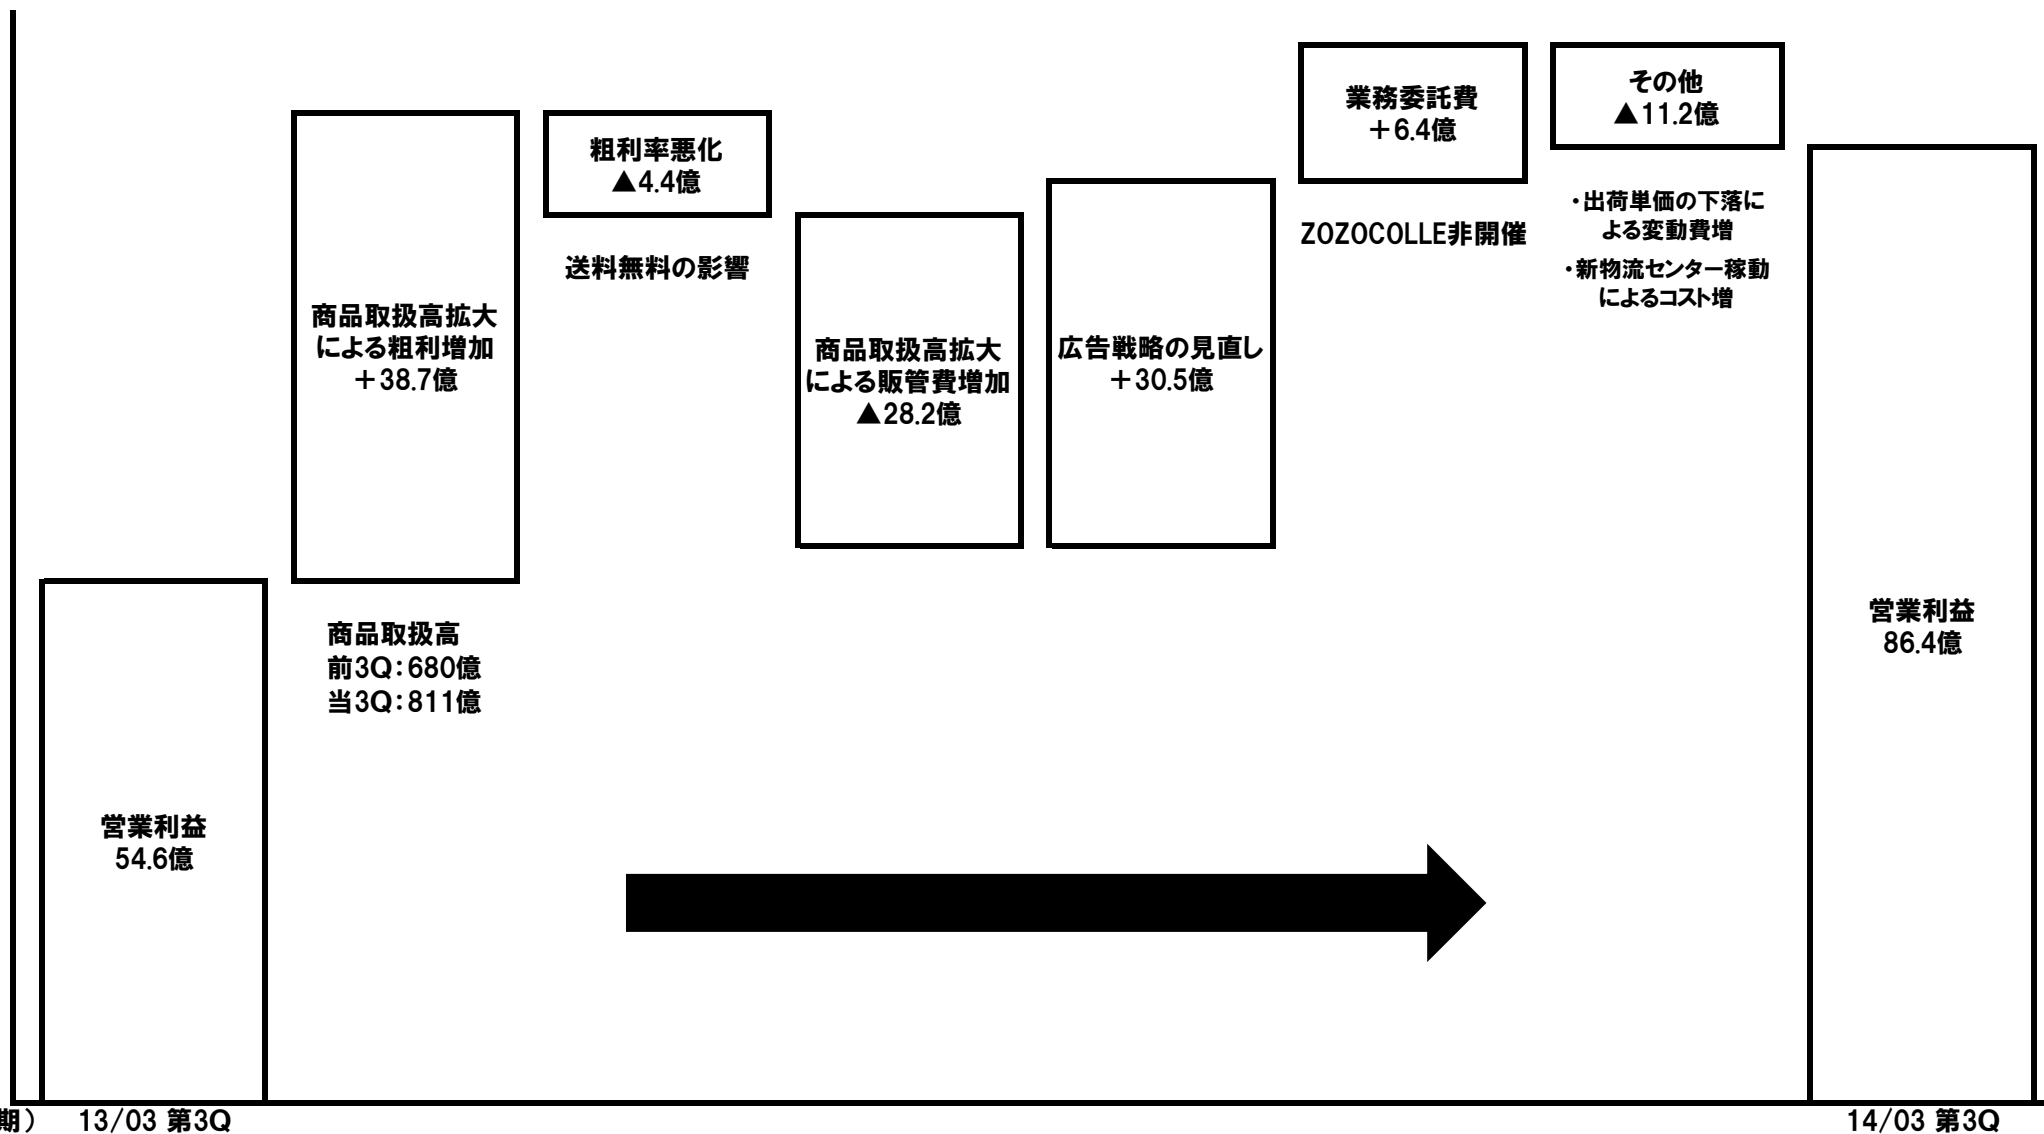 営業利益
54.6億
商品取扱高拡大
による粗利増加
＋38.7億
商品取扱高
前3Q：680億
当3Q：811億
粗利率悪化
▲4.4億
送料無料の影響
商品取扱高拡大
による販管費増加
▲28.2億
広告戦略の見直し
＋30.5億
業務委託費
＋6.4億
ZOZOCOLLE非開催
その他
▲11.2億
・出荷単価の下落に
よる変動費増
・新物流センター稼動
によるコスト増
営業利益
86.4億
期） 13/03 第3Q
14/03 第3Q